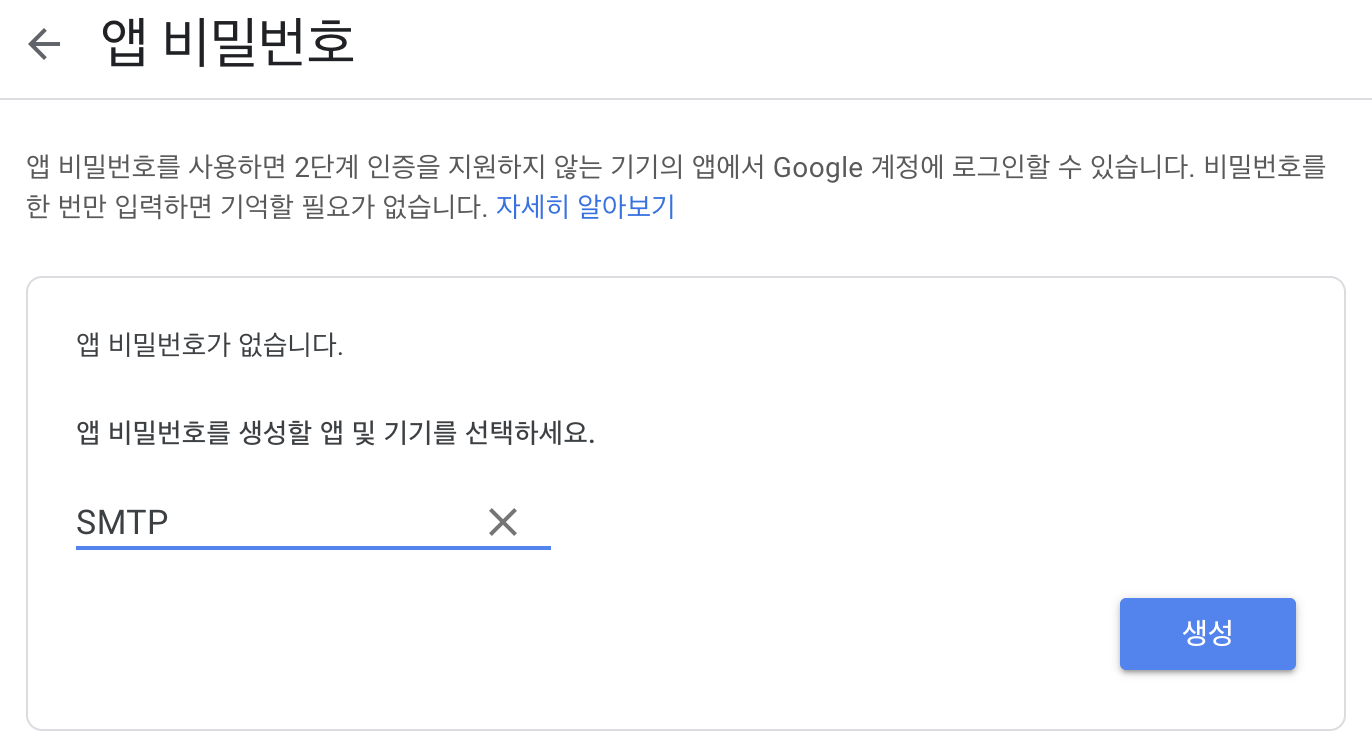 앱 비밀번호
앱 비밀번호를 사용하면 2단계 인증을 지원하지 않는 기기의 앱에서 Google 계정에 로그인할 수 있습니다. 비밀번호를
한 번만 입력하면 기억할 필요가 없습니다. 자세히 알아보기
앱 비밀번호가 없습니다.
앱 비밀번호를 생성할 앱 및 기기를 선택하세요.
SMTP
생성